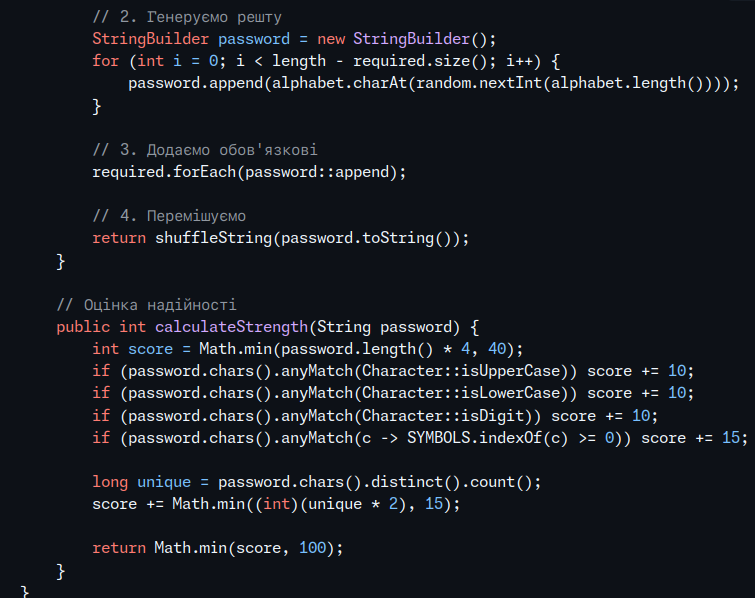 // 2. Генеруємо решту
StringBuilder password = new StringBuilder();
for (int i = 0; i < length - required.size(); i++) {
password.append(alphabet.charAt(random.nextInt(alphabet.length())));
}
// 3. Додаємо обов'язкові
required.forEach(password::append);
// 4. Перемішуємо
return shuffleString(password.toString());
}
// Оцінка надійності
public int calculateStrength(String password) {
int score = Math.min(password.length() * 4, 40);
if (password.chars().anyMatch(Character::isUpperCase)) score += 10;
if (password.chars().anyMatch(Character::isLowerCase)) score += 10;
if (password.chars().anyMatch(Character::isDigit)) score += 10;
if (password.chars().anyMatch(c -> SYMBOLS.indexOf(c) >= 0)) score += 15;
long unique = password.chars().distinct().count();
score += Math.min((int)(unique * 2), 15);
return Math.min(score, 100);
}
}